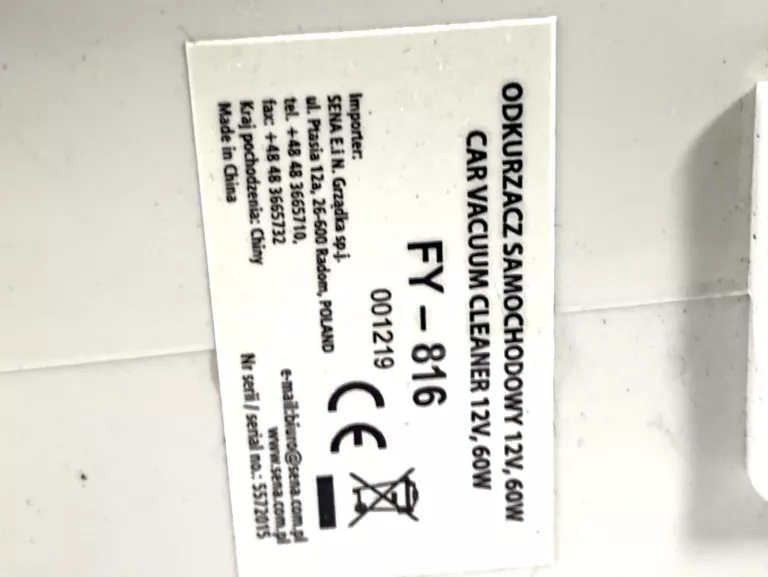 ODKURZACZ SAMOCHODOWY 12V, 60W
CAR VACUUM CLEANER 12V, 60W
FY – 816
001219
CE
Importer:
SENA E.i N. Grządka sp.j.
ul. Ptasia 12a, 26-600 Radom, POLAND
tel. +48 48 3665710,
fax: +48 48 3665732
Kraj pochodzenia: Chiny
Made in China
e-mail:biuro@sena.com.pl
www.sena.com.pl
Nr serii / serial no.: 5572015